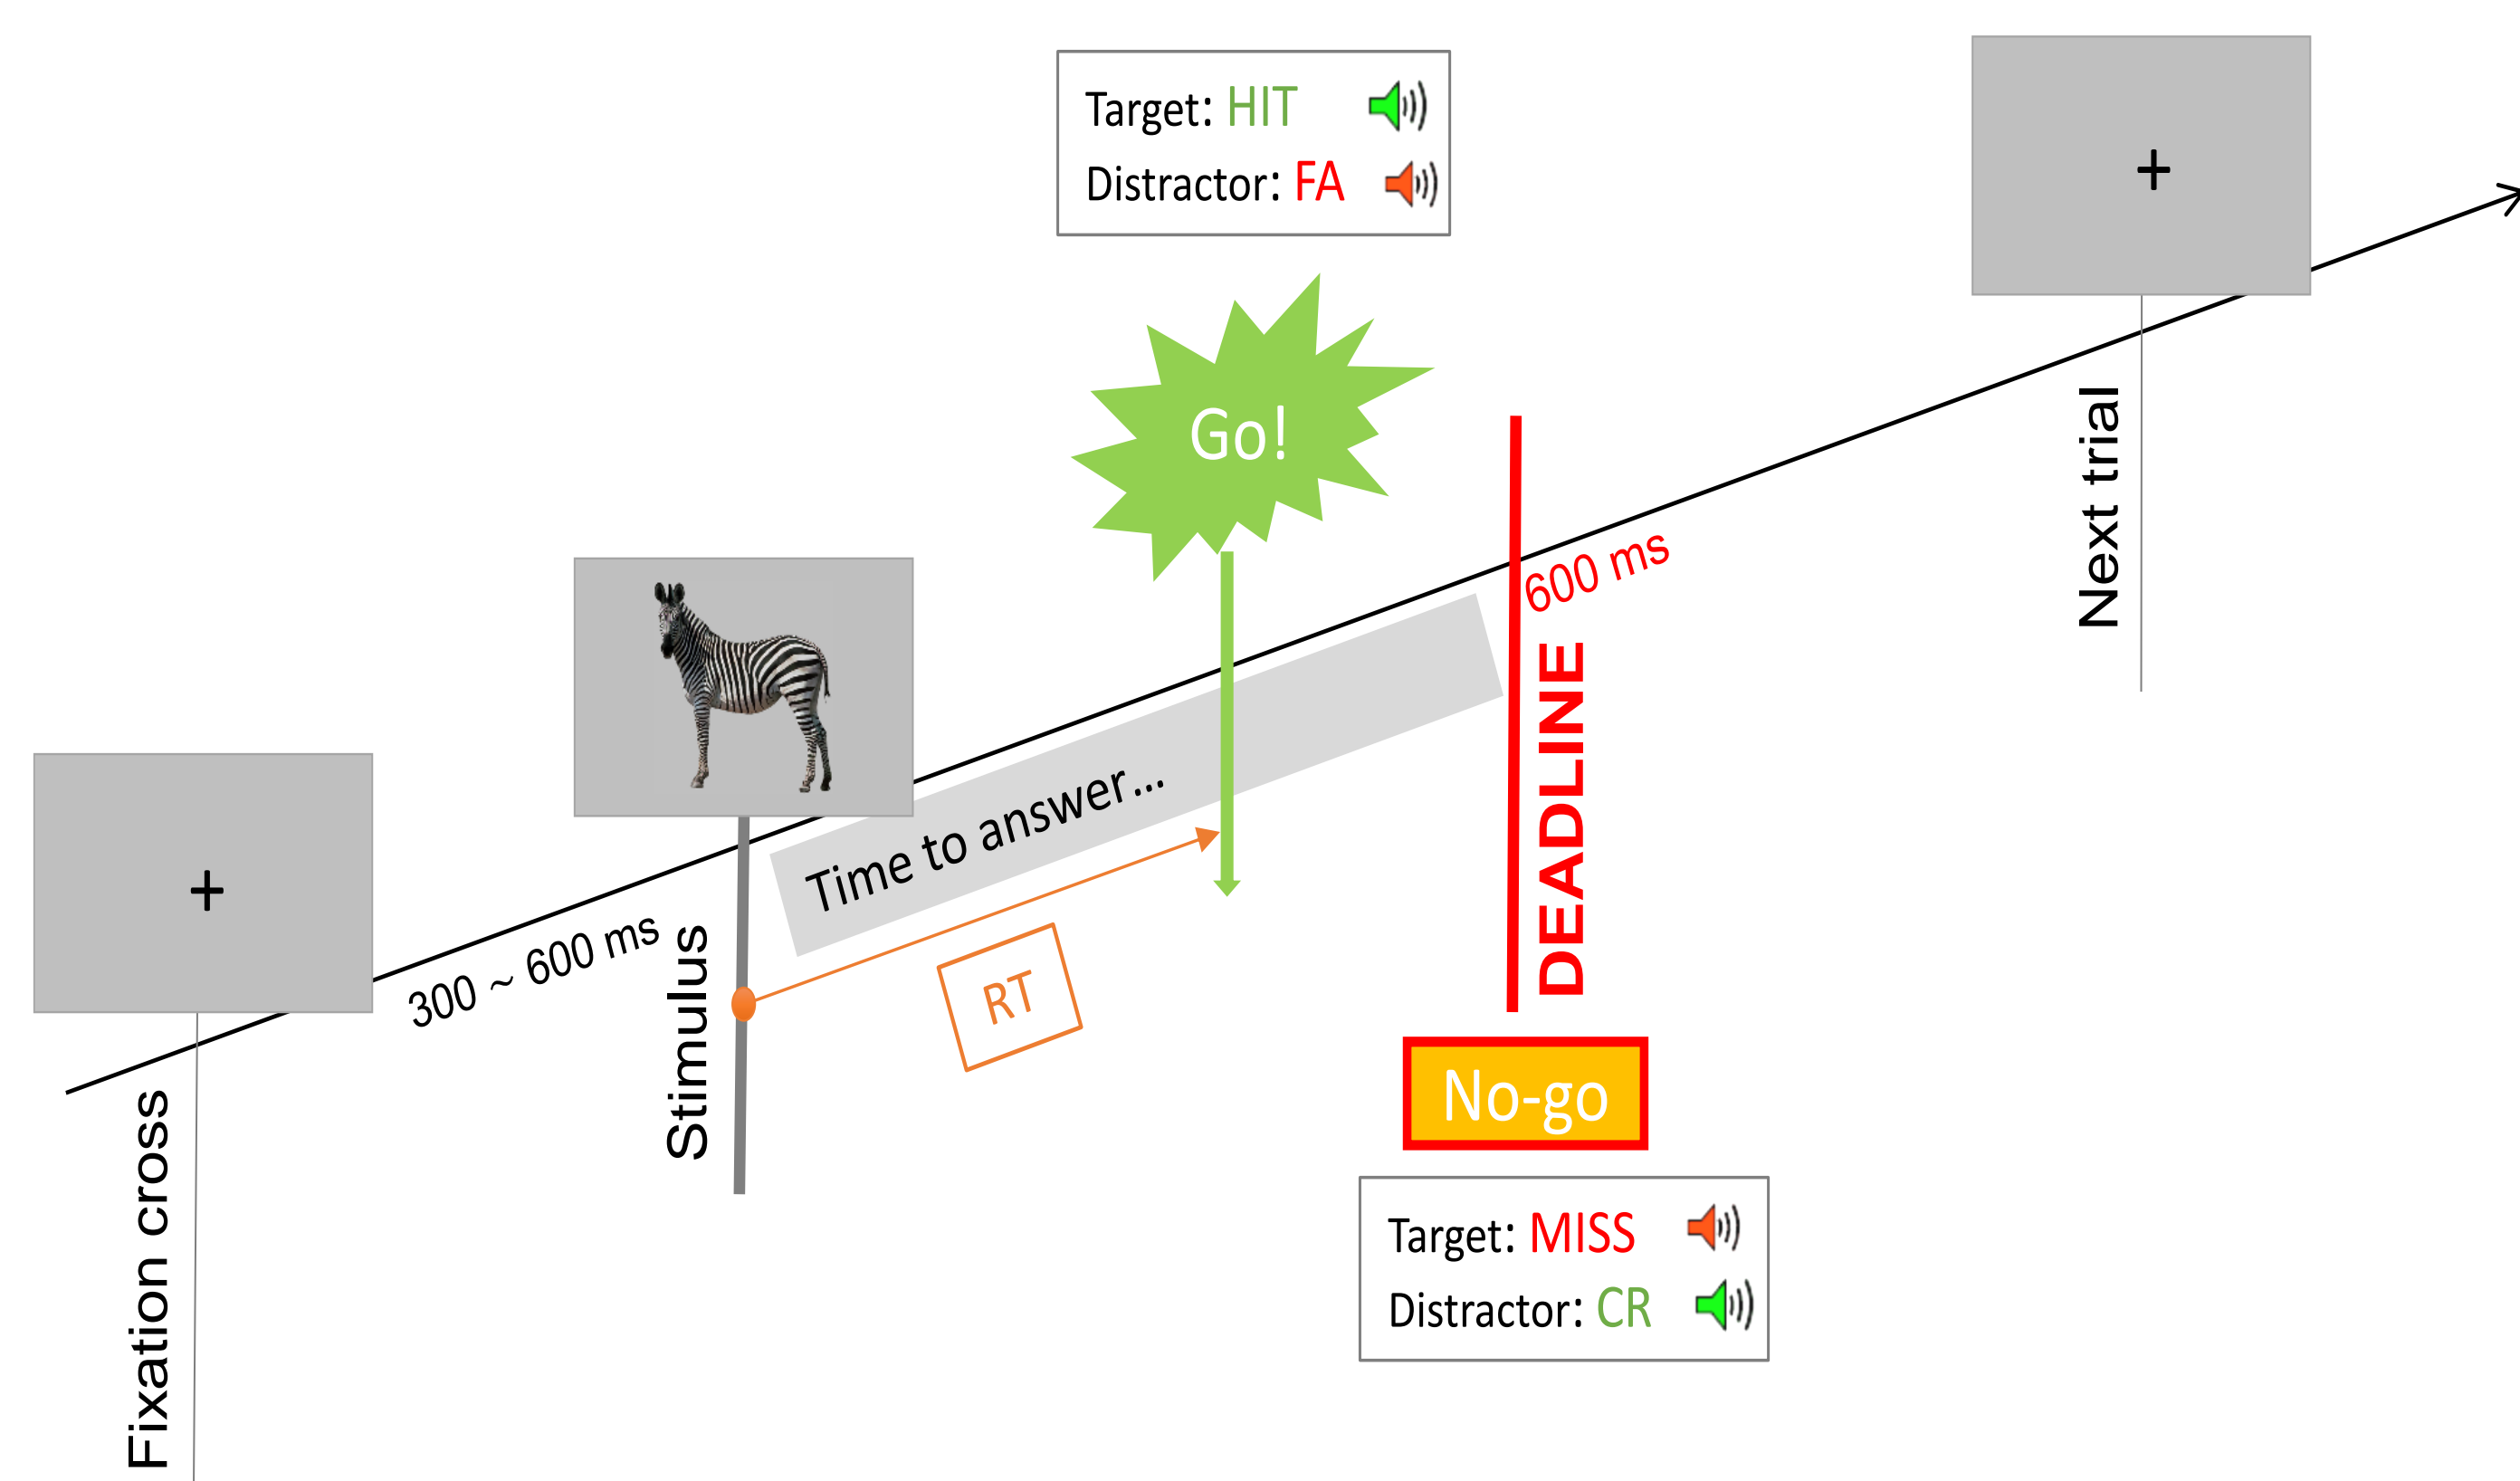 Target: HIT
Distractor: FA
Go!
+
Next trial
600 ms
DEADLINE
Time to answer...
RT
+
300 ~ 600 ms
Stimulus
Fixation cross
No-go
Target: MISS
Distractor: CR